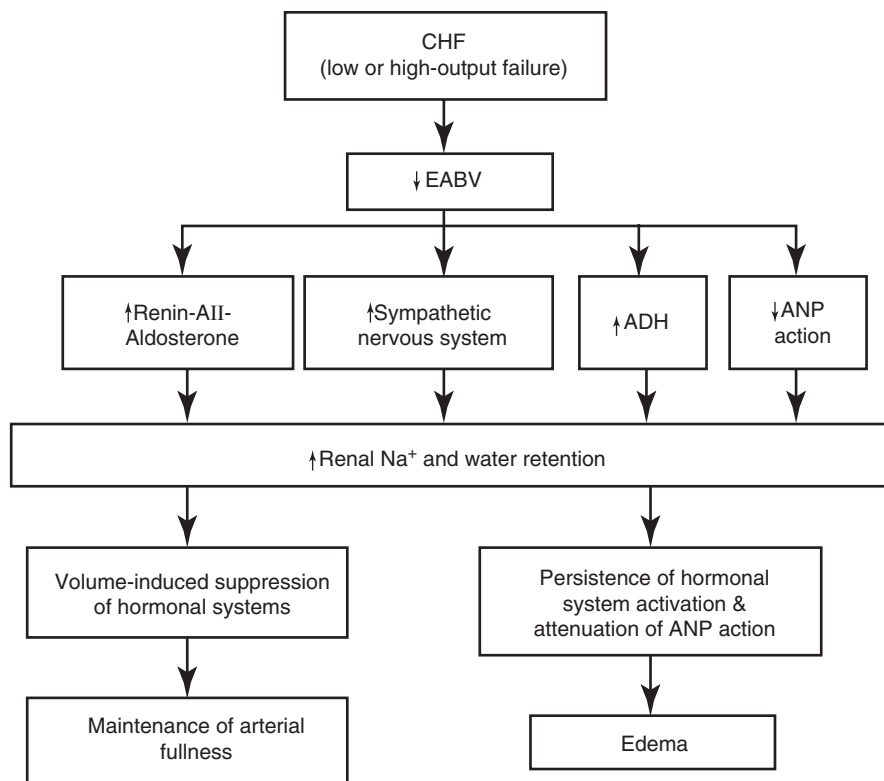 CHF
(low or high-output failure)
↓EABV
↑Renin-AII-
Aldosterone
↑Sympathetic
nervous system
↑ADH
↓ANP
action
↑Renal Na⁺ and water retention
Volume-induced suppression
of hormonal systems
Persistence of hormonal
system activation &
attenuation of ANP action
Maintenance of arterial
fullness
Edema